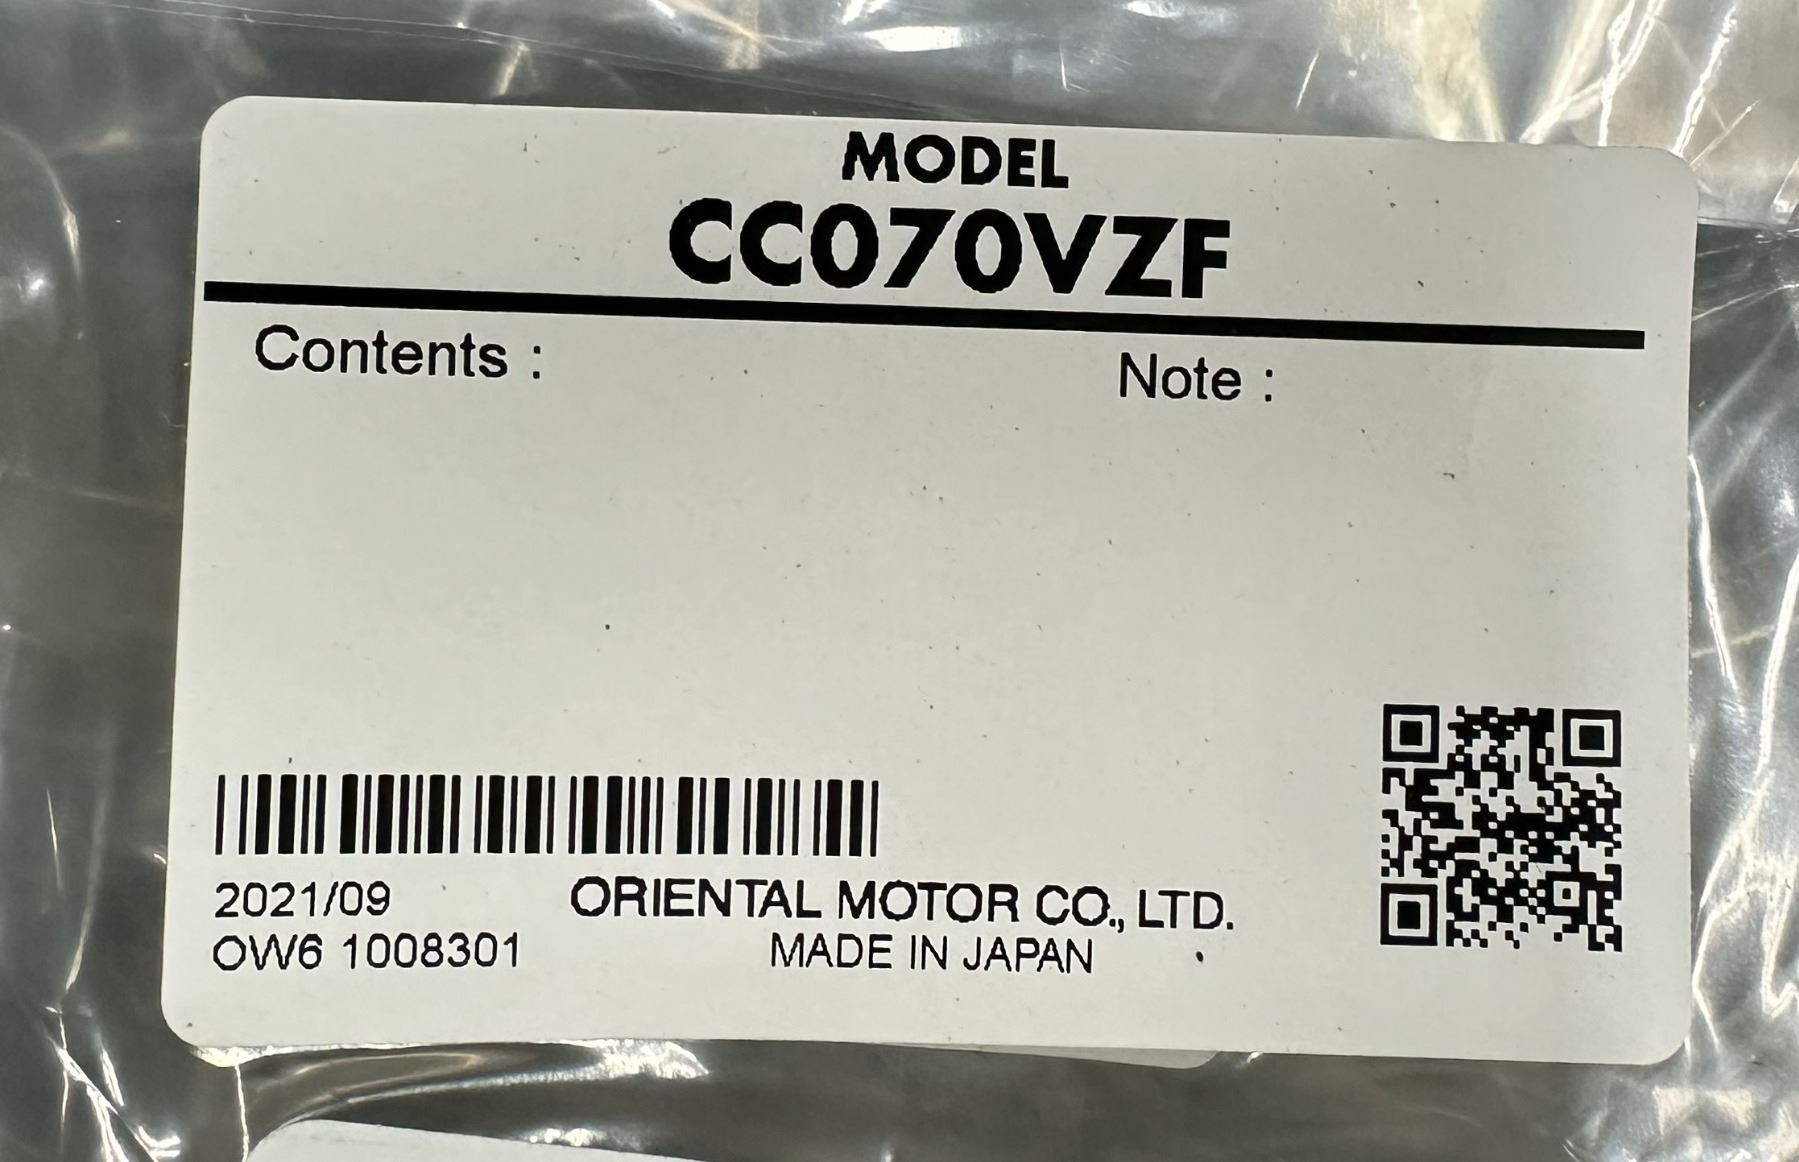 MODEL
CC070VZF
Contents :
Note :
2021/09
OW6 1008301
ORIENTAL MOTOR CO., LTD.
MADE IN JAPAN